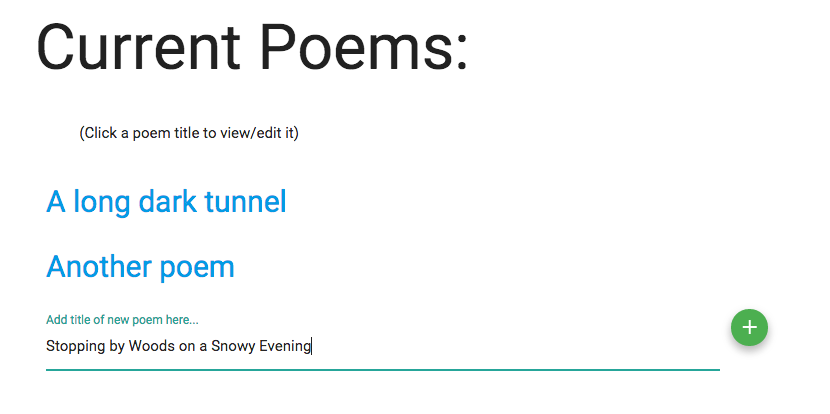 Current Poems:
(Click a poem title to view/edit it)
A long dark tunnel
Another poem
Add title of new poem here...
Stopping by Woods on a Snowy Evening
+